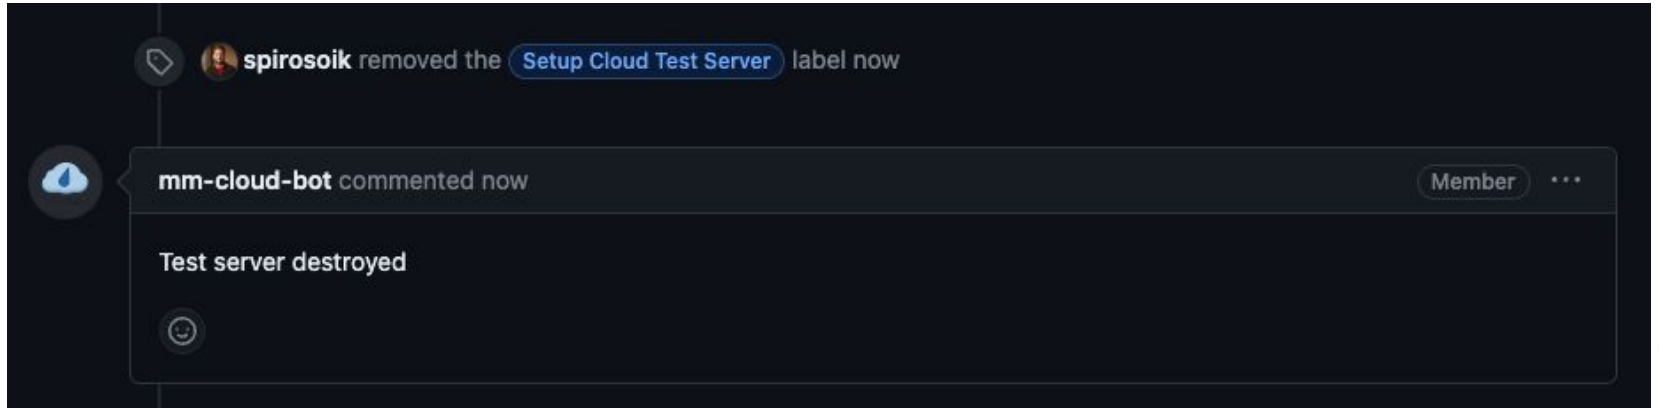 spirosoik removed the Setup Cloud Test Server label now
mm-cloud-bot commented now Member ···
Test server destroyed